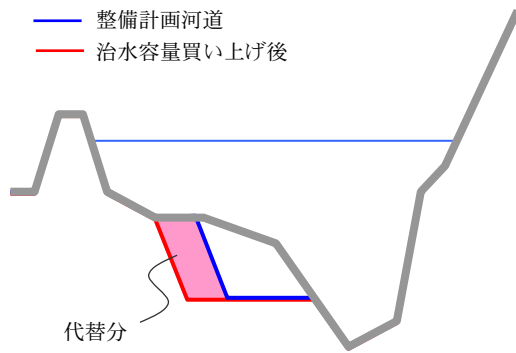 整備計画河道
治水容量買い上げ後
代替分